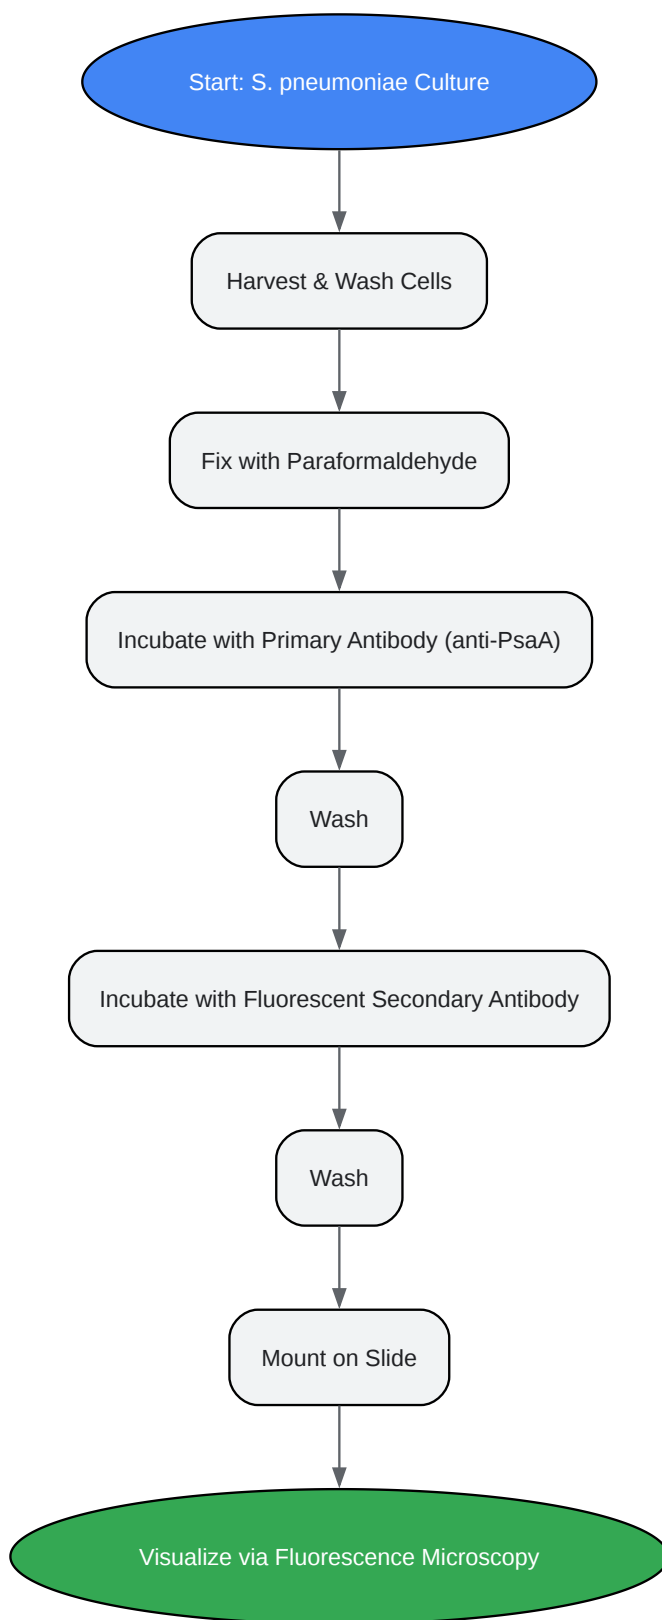 Start: S. pneumoniae Culture
Harvest & Wash Cells
Fix with Paraformaldehyde
Incubate with Primary Antibody (anti-PsaA)
Wash
Incubate with Fluorescent Secondary Antibody
Wash
Mount on Slide
Visualize via Fluorescence Microscopy